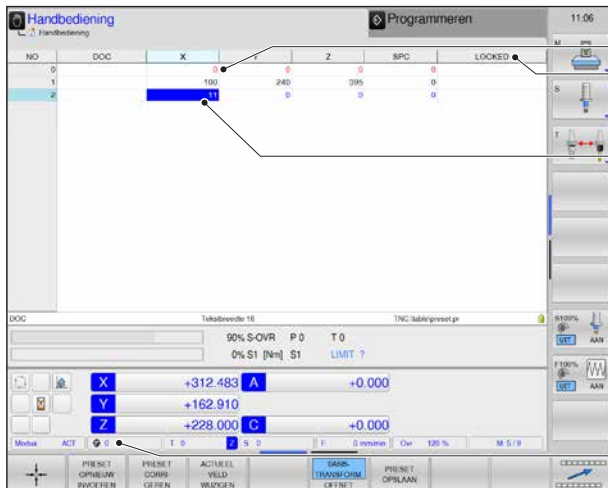 Handbediening
Handbediening
Programmeren
11:06
NO DOC X Y Z SPC LOCKED
0 0 0 0 0
1 100 240 395 0
2 11 0 0 0
M
S
T
DOC Tekstbreedte 16 TNC:\table\preset.pr
90% S-OVR P0 T0
0% S1 [Nm] S1 LIMIT ?
S100%
UIT AAN
F100%
UIT AAN
X +312.483 A +0.000
Y +162.910
Z +228.000 C +0.000
Modus ACT 0 T 0 Z S 0 F 0 mm/min Ovr 120 % M 5/9
PRESET OPNIEUW INVOEREN
PRESET CORRI GEREN
ACTUEEL VELD WIJZIGEN
BASIS- TRANSFORM. OFFSET
PRESET OPSLAAN